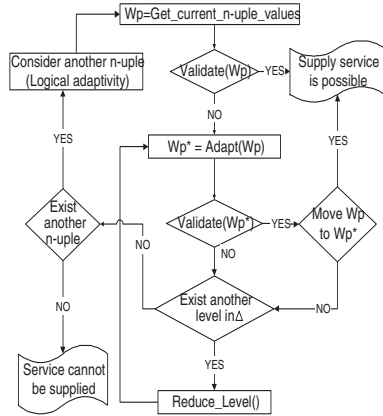 Wp=Get_current_n-uple_values
Consider another n-uple
(Logical adaptivity)
Validate(Wp)
YES
Supply service
is possible
NO
YES
YES
Wp* = Adapt(Wp)
Exist
another
n-uple
NO
Validate(Wp*)
YES
Move Wp
to Wp*
NO
Exist another
level in Δ
NO
NO
YES
Service cannot
be supplied
Reduce_Level()